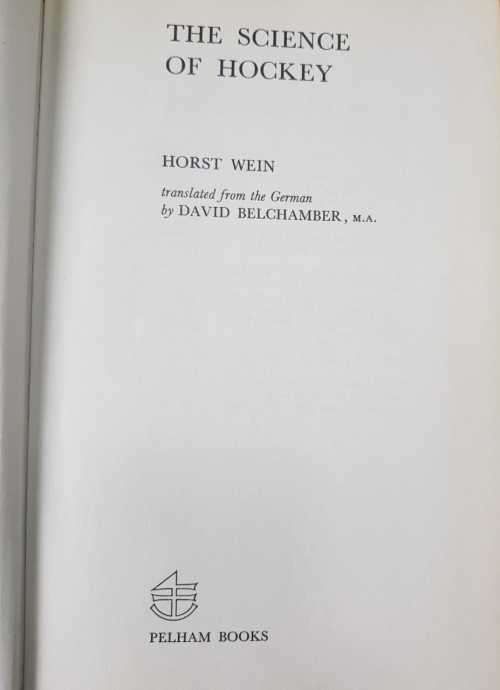 THE SCIENCE
OF HOCKEY
HORST WEIN
translated from the German
by DAVID BELCHAMBER, M.A.
PELHAM BOOKS